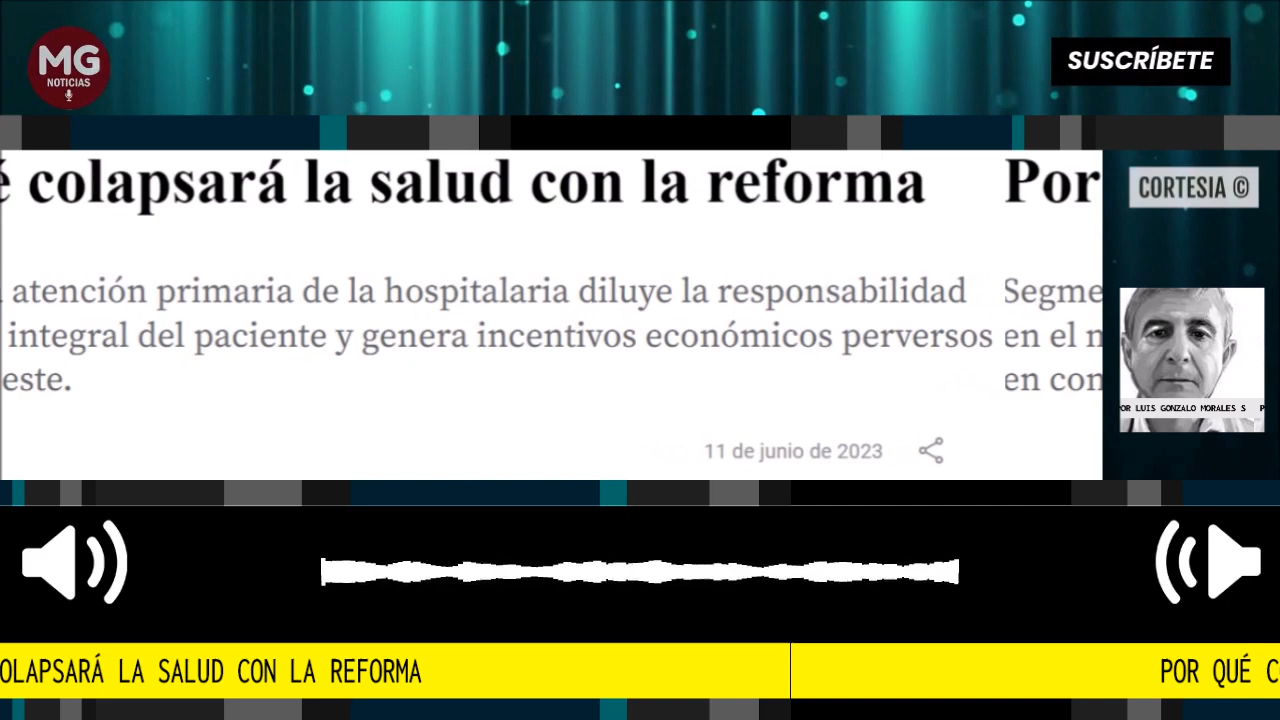 MG
NOTICIAS
SUSCRÍBETE
é colapsará la salud con la reforma
Por
CORTESIA ©
atención primaria de la hospitalaria diluye la responsabilidad
integral del paciente y genera incentivos económicos perversos
este.
Segme
en el
en con
11 de junio de 2023
POR LUIS GONZALO MORALES S P
OLAPSARÁ LA SALUD CON LA REFORMA
POR QUÉ C